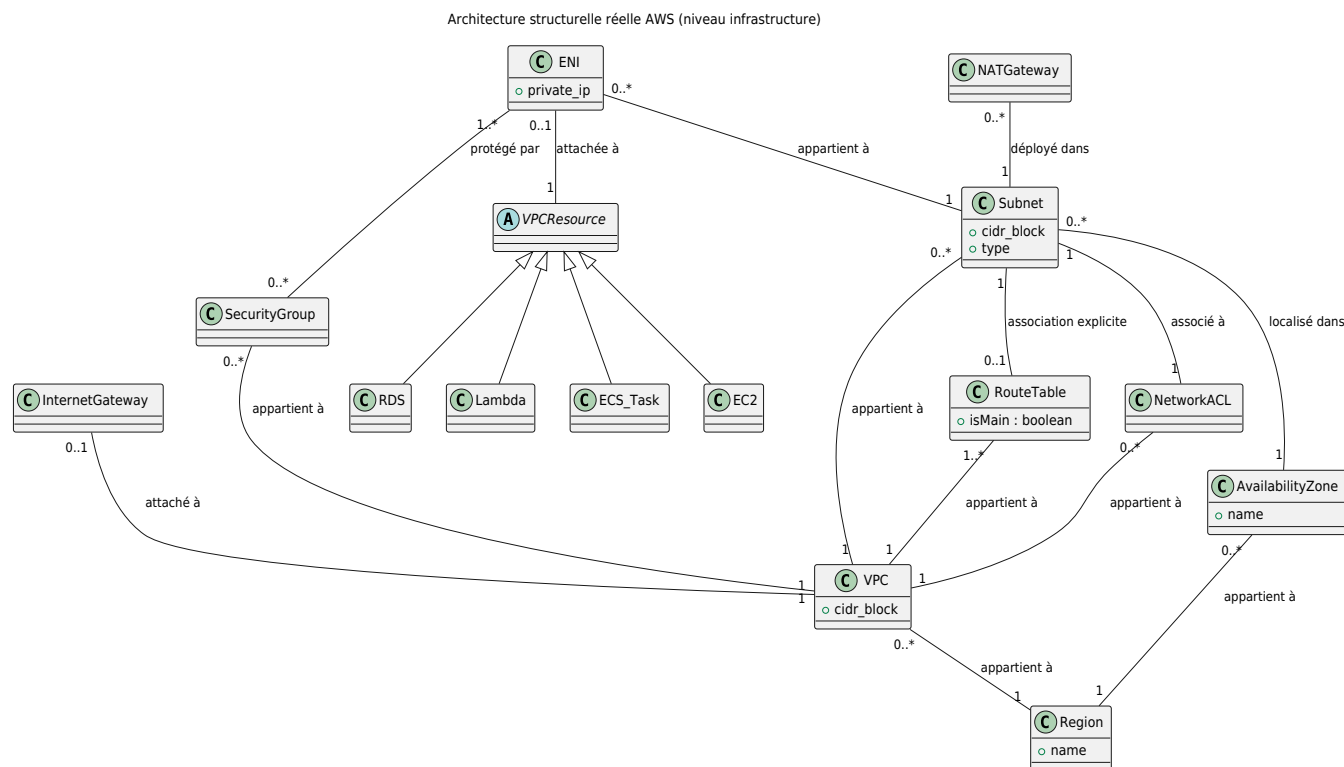 Architecture structurelle réelle AWS (niveau infrastructure)
C ENI
private_ip
C NATGateway
0..*
1..*
0..1
0..*
protégé par
attachée à
appartient à
déployé dans
1
1
1
A VPCResource
C Subnet
cidr_block
type
0..*
0..*
1
1
0..*
C SecurityGroup
association explicite
associé à
localisé dans
0..*
0..1
1
C InternetGateway
C RDS
C Lambda
C ECS_Task
C EC2
C RouteTable
isMain : boolean
C NetworkACL
appartient à
appartient à
0..1
1..*
0..*
1
C AvailabilityZone
name
attaché à
appartient à
appartient à
1
1
0..*
1
1
1
C VPC
cidr_block
appartient à
0..*
appartient à
1
1
C Region
name